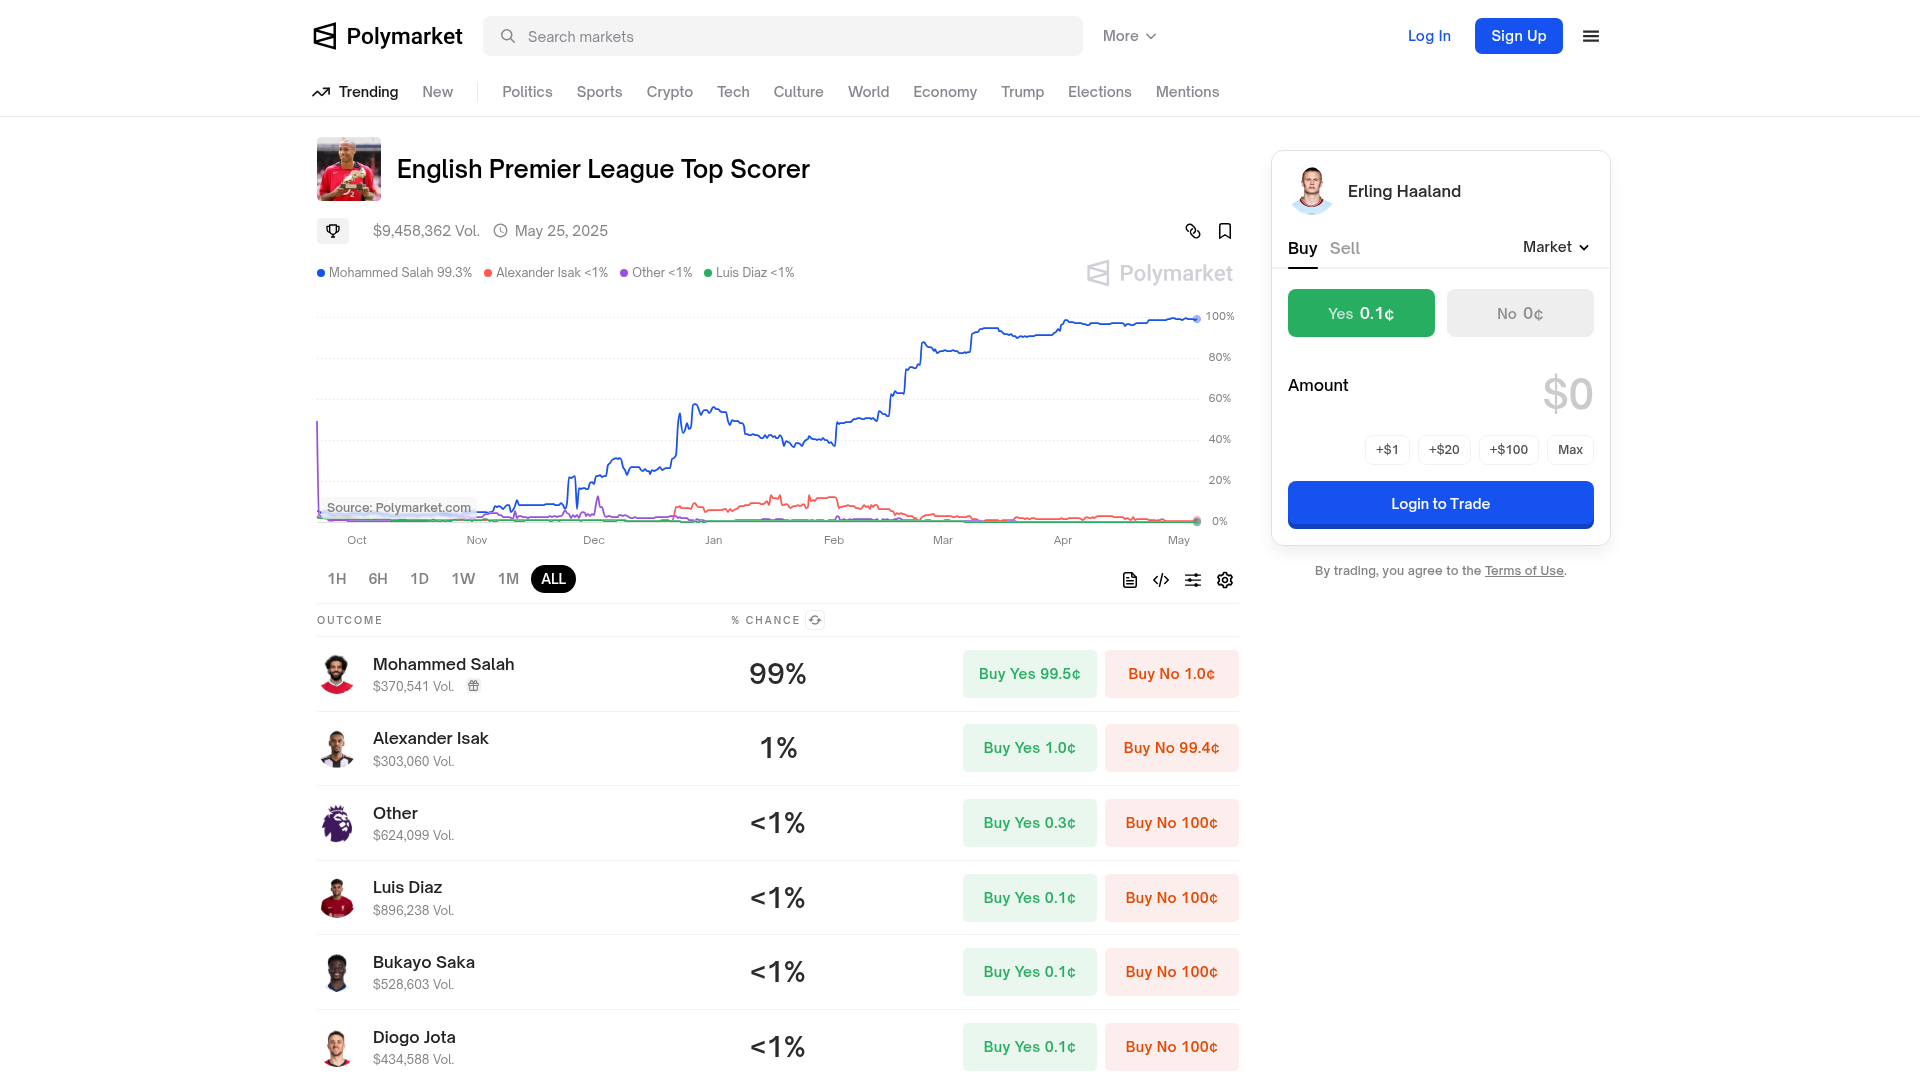 Polymarket
Search markets
More
Log In
Sign Up
Trending
New
Politics
Sports
Crypto
Tech
Culture
World
Economy
Trump
Elections
Mentions
English Premier League Top Scorer
$9,458,362 Vol.
May 25, 2025
Mohammed Salah 99.3%
Alexander Isak <1%
Other <1%
Luis Diaz <1%
Polymarket
100%
80%
60%
40%
20%
0%
Source: Polymarket.com
Oct
Nov
Dec
Jan
Feb
Mar
Apr
May
1H
6H
1D
1W
1M
ALL
OUTCOME
% CHANCE
Mohammed Salah
$370,541 Vol.
99%
Buy Yes 99.5¢
Buy No 1.0¢
Alexander Isak
$303,060 Vol.
1%
Buy Yes 1.0¢
Buy No 99.4¢
Other
$624,099 Vol.
<1%
Buy Yes 0.3¢
Buy No 100¢
Luis Diaz
$896,238 Vol.
<1%
Buy Yes 0.1¢
Buy No 100¢
Bukayo Saka
$528,603 Vol.
<1%
Buy Yes 0.1¢
Buy No 100¢
Diogo Jota
$434,588 Vol.
<1%
Buy Yes 0.1¢
Buy No 100¢
Erling Haaland
Buy
Sell
Market
Yes 0.1¢
No 0¢
Amount
$0
+$1
+$20
+$100
Max
Login to Trade
By trading, you agree to the Terms of Use.